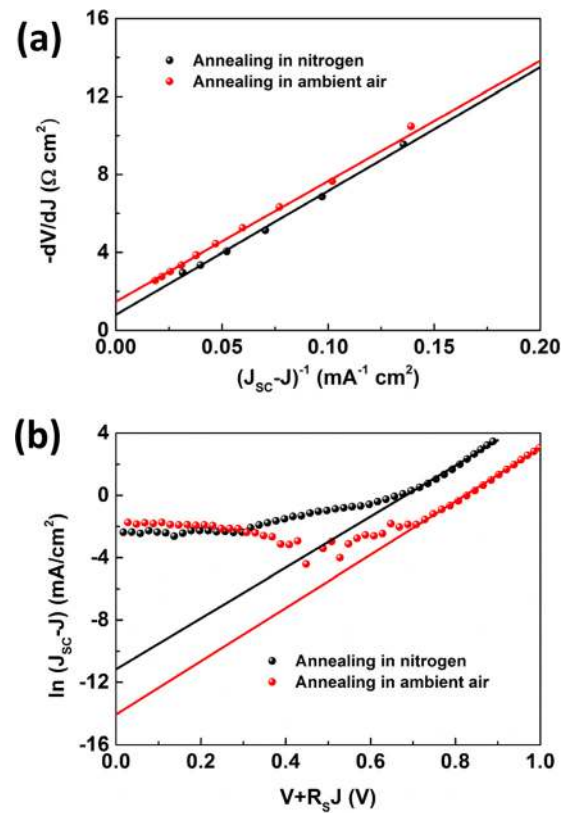 (a)
Annealing in nitrogen
Annealing in ambient air
-dV/dJ (Ω cm²)
16
12
8
4
0
0.00 0.05 0.10 0.15 0.20
(J_SC-J)⁻¹ (mA⁻¹ cm²)
(b)
4
0
-4
-8
-12
-16
ln (J_SC-J) (mA/cm²)
Annealing in nitrogen
Annealing in ambient air
0.0 0.2 0.4 0.6 0.8 1.0
V+R_SJ (V)